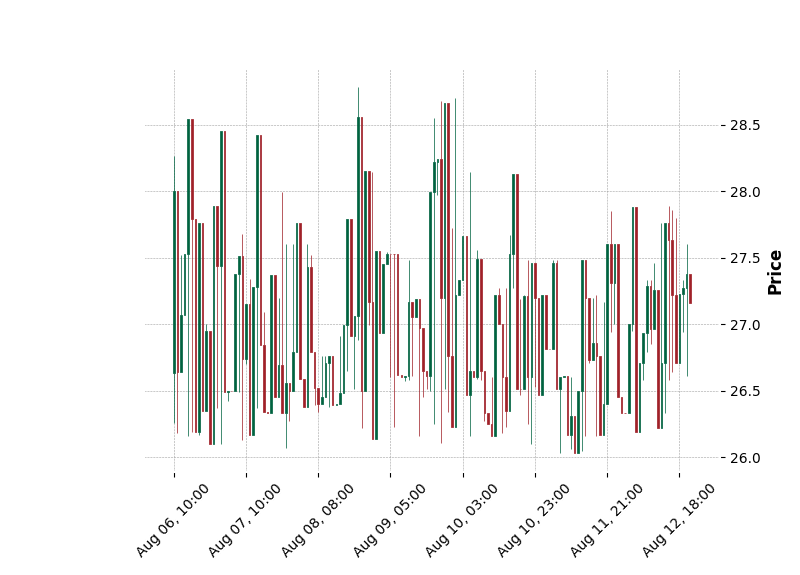 28.5
28.0
27.5
27.0
26.5
26.0
Price
Aug 06, 10:00
Aug 07, 10:00
Aug 08, 08:00
Aug 09, 05:00
Aug 10, 03:00
Aug 10, 23:00
Aug 11, 21:00
Aug 12, 18:00